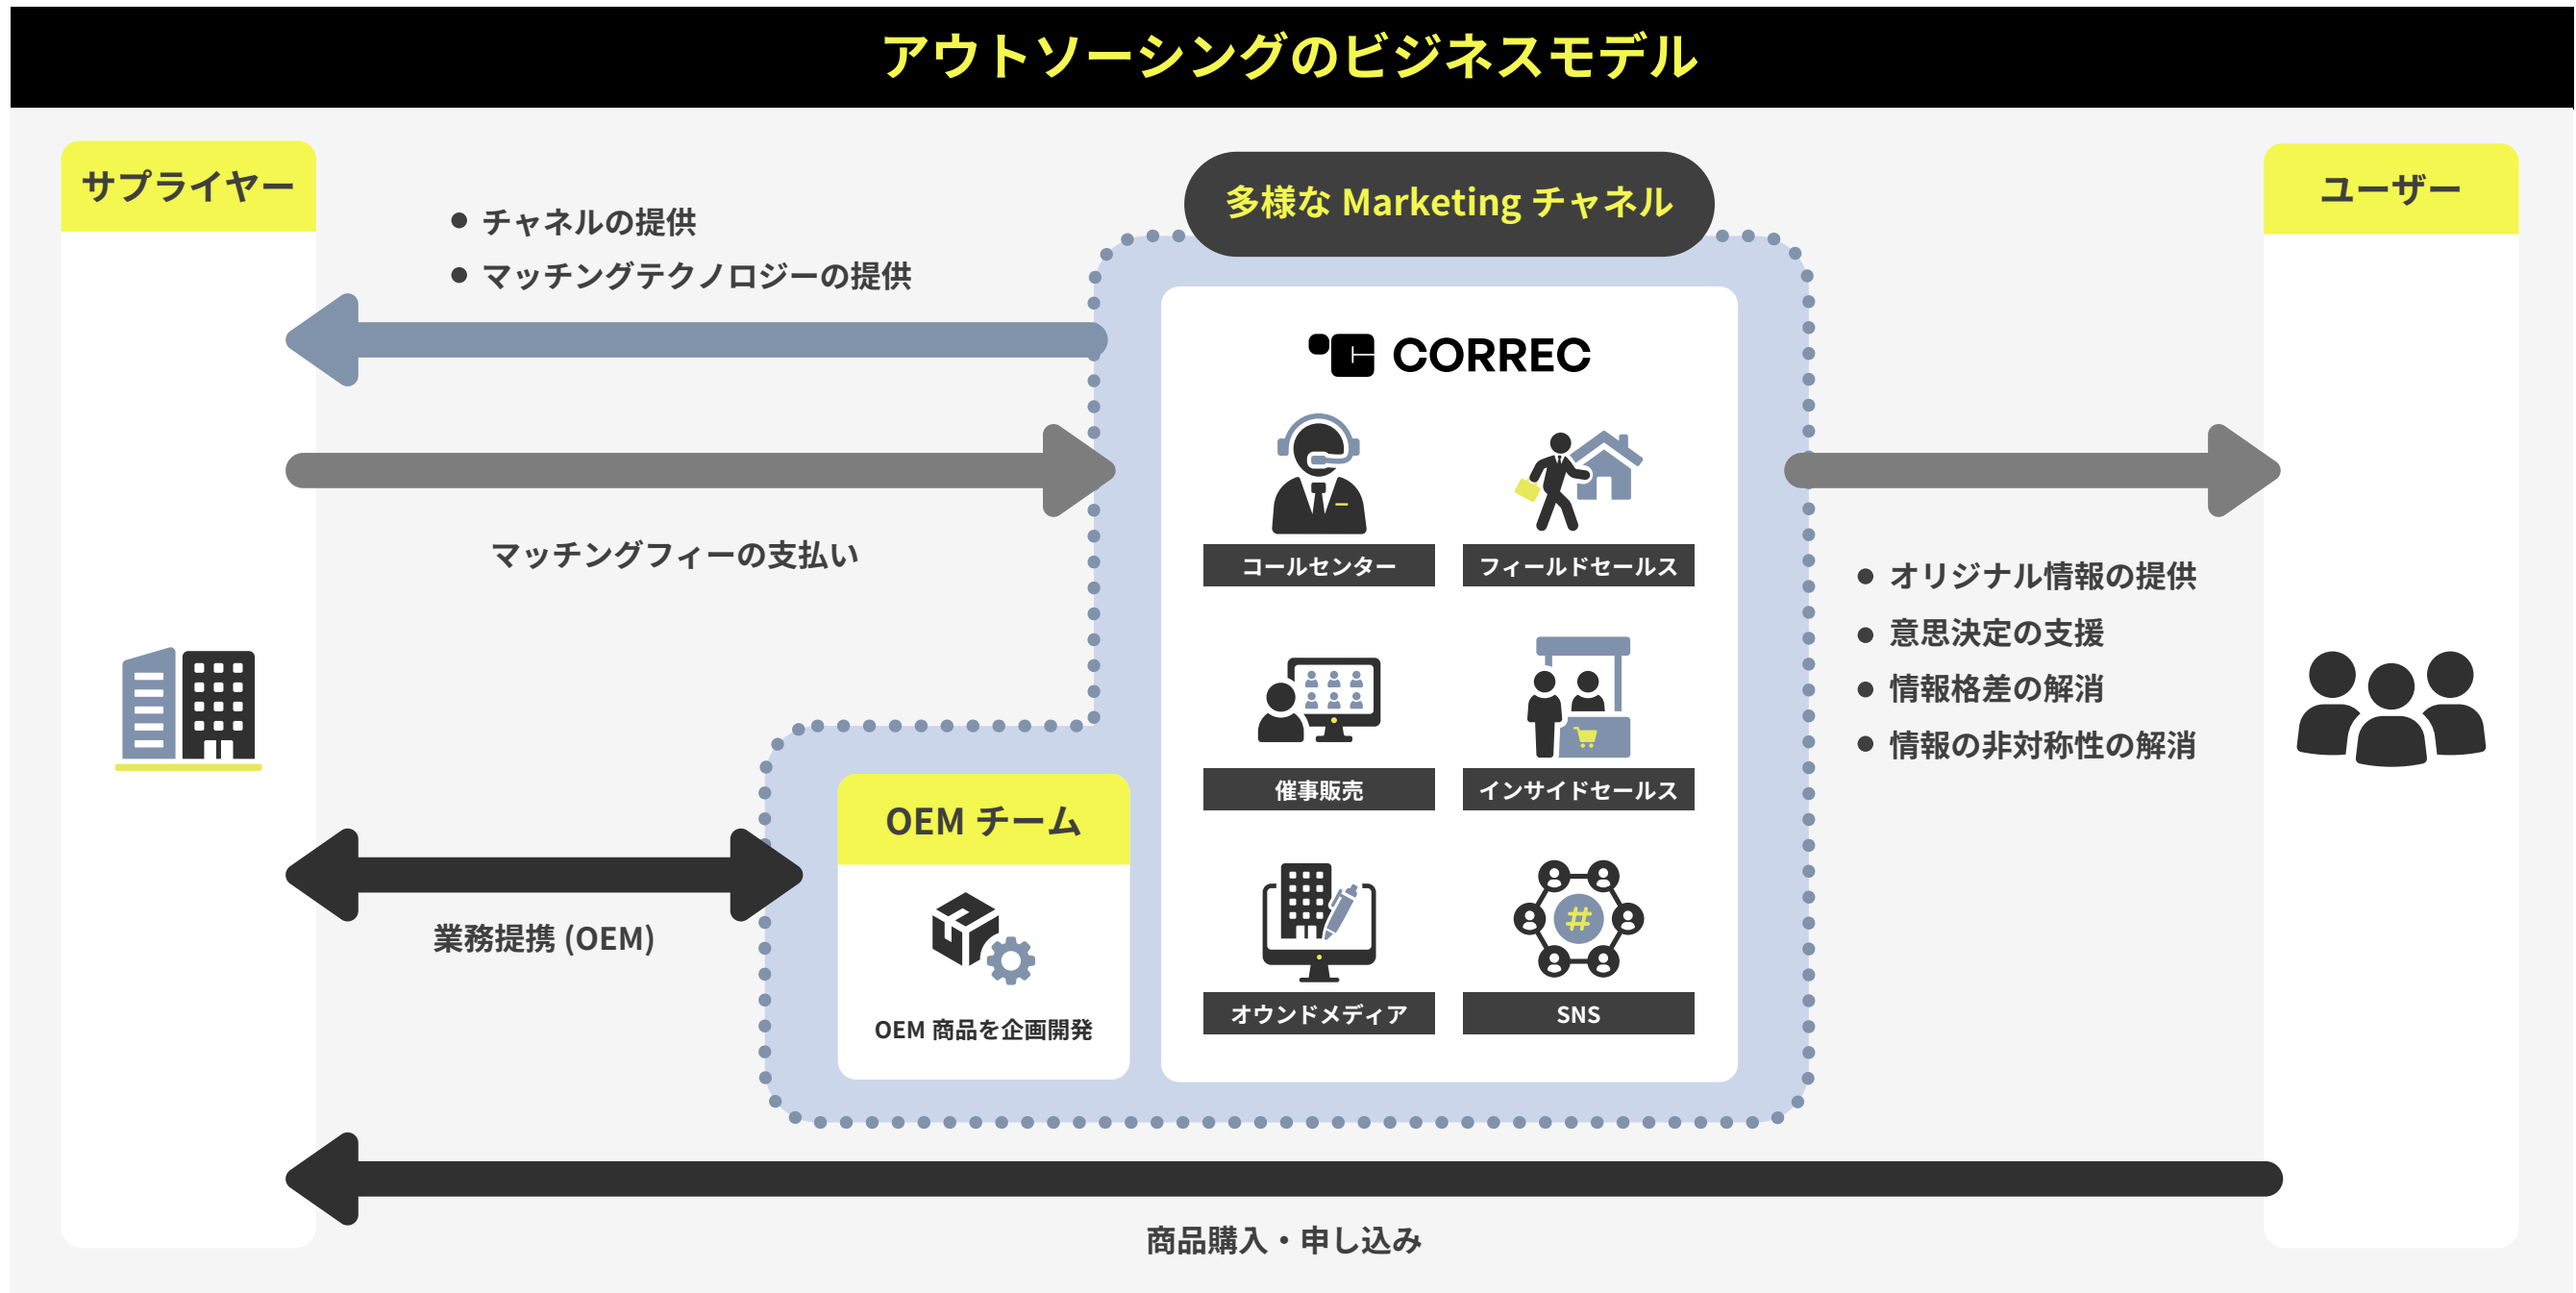 アウトソーシングのビジネスモデル
サプライヤー
● チャネルの提供
● マッチングテクノロジーの提供
マッチングフィーの支払い
業務提携 (OEM)
多様な Marketing チャネル
CORREC
コールセンター
フィールドセールス
催事販売
インサイドセールス
オウンドメディア
#
SNS
OEM チーム
OEM 商品を企画開発
ユーザー
● オリジナル情報の提供
● 意思決定の支援
● 情報格差の解消
● 情報の非対称性の解消
商品購入・申し込み